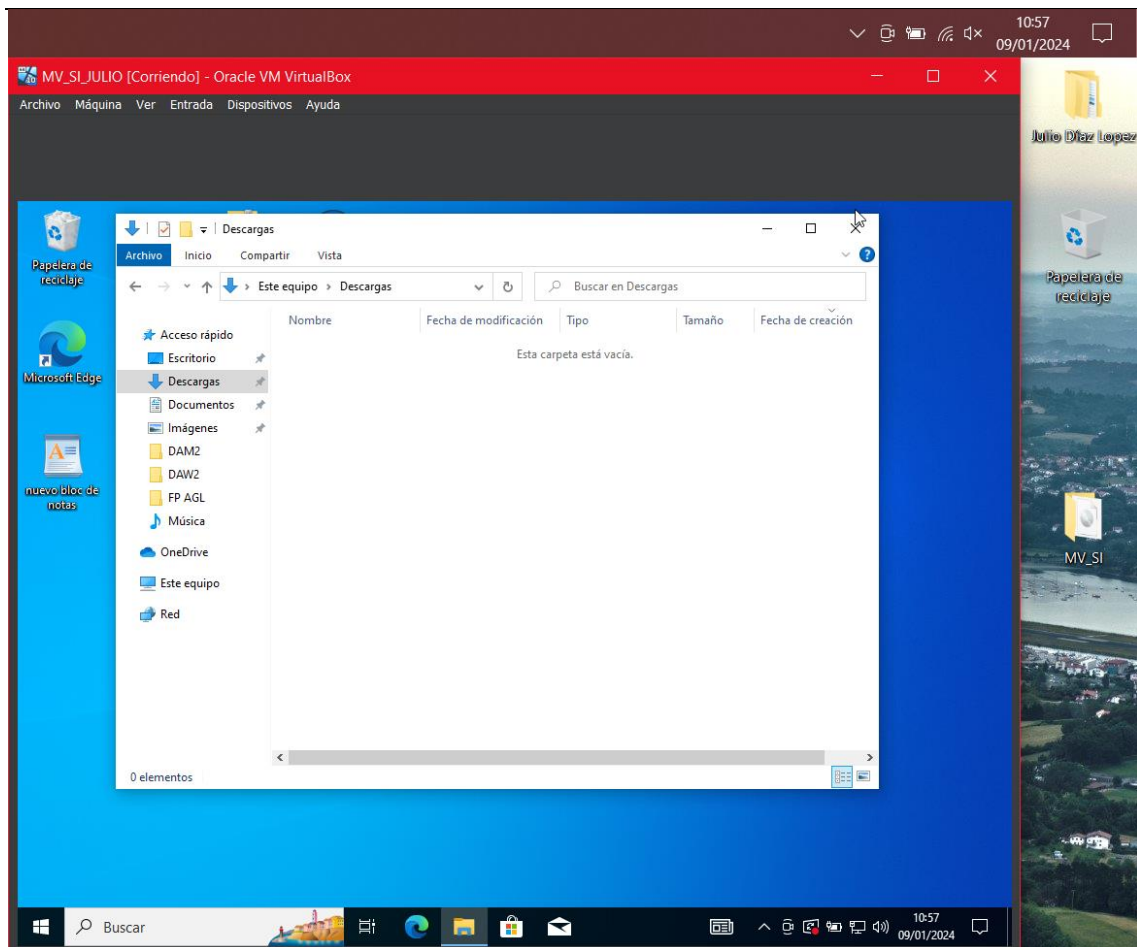 10:57
09/01/2024
MV_SI_JULIO [Corriendo] - Oracle VM VirtualBox
Archivo Máquina Ver Entrada Dispositivos Ayuda
Julio Díaz Lopez
Papelera de
reciclaje
MV_SI
Papelera de
reciclaje
Microsoft Edge
nuevo bloc de
notas
Descargas
Archivo Inicio Compartir Vista
Este equipo › Descargas
Buscar en Descargas
Nombre Fecha de modificación Tipo Tamaño Fecha de creación
Esta carpeta está vacía.
Acceso rápido
Escritorio
Descargas
Documentos
Imágenes
DAM2
DAW2
FP AGL
Música
OneDrive
Este equipo
Red
0 elementos
Buscar
10:57
09/01/2024